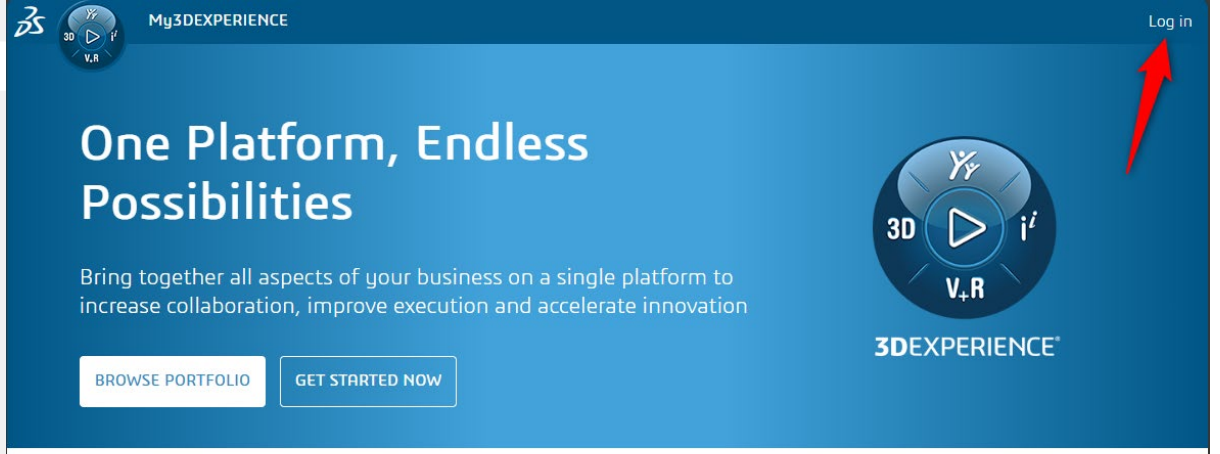 3S
3D
V.R
i
My3DEXPERIENCE
Log in
One Platform, Endless
Possibilities
Bring together all aspects of your business on a single platform to
increase collaboration, improve execution and accelerate innovation
BROWSE PORTFOLIO
GET STARTED NOW
3D
i
V+R
3DEXPERIENCE®